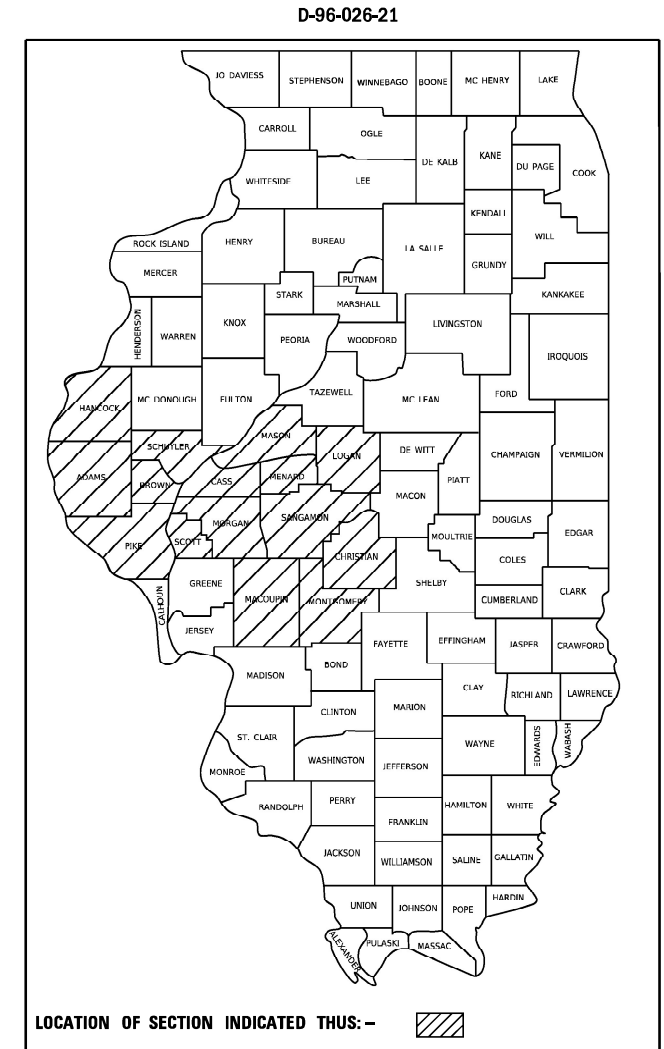 D-96-026-21
JO DAVIESS
STEPHENSON
WINNEBAGO
BOONE
MC HENRY
LAKE
CARROLL
OGLE
DE KALB
KANE
DU PAGE
COOK
WHITESIDE
LEE
KENDALL
WILL
ROCK ISLAND
HENRY
BUREAU
LA SALLE
GRUNDY
MERCER
PUTNAM
STARK
MARSHALL
KANKAKEE
HENDERSON
WARREN
KNOX
PEORIA
WOODFORD
LIVINGSTON
IROQUOIS
HANCOCK
MC DONOUGH
FULTON
TAZEWELL
MC LEAN
FORD
SCHUYLER
MASON
LOGAN
DE WITT
CHAMPAIGN
VERMILION
ADAMS
BROWN
CASS
MENARD
MACON
PIATT
PIKE
SCOTT
MORGAN
SANGAMON
CHRISTIAN
MOULTRIE
DOUGLAS
EDGAR
COLES
CALHOUN
GREENE
MACOUPIN
MONTGOMERY
SHELBY
CUMBERLAND
CLARK
JERSEY
FAYETTE
EFFINGHAM
JASPER
CRAWFORD
MADISON
BOND
CLAY
RICHLAND
LAWRENCE
CLINTON
MARION
ST. CLAIR
WAYNE
EDWARDS
WABASH
MONROE
WASHINGTON
JEFFERSON
RANDOLPH
PERRY
HAMILTON
WHITE
FRANKLIN
JACKSON
WILLIAMSON
SALINE
GALLATIN
UNION
JOHNSON
POPE
HARDIN
ALEXANDER
PULASKI
MASSAC
LOCATION OF SECTION INDICATED THUS: –